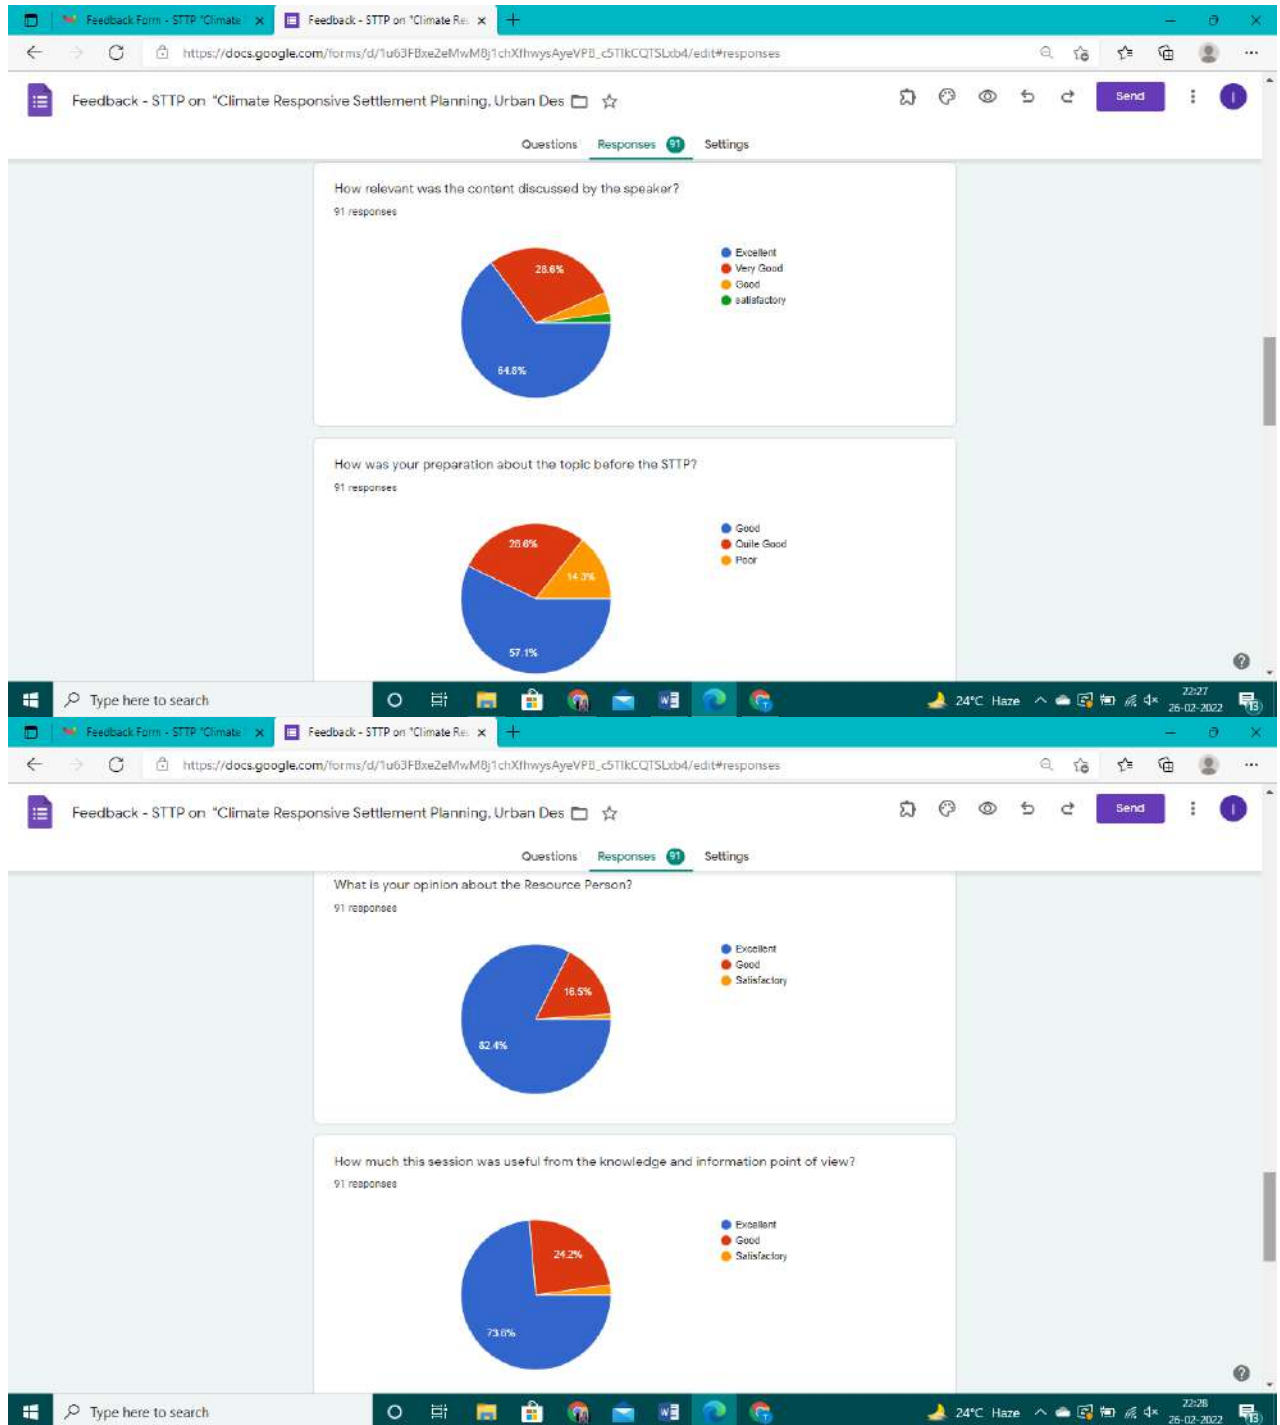 Feedback Form - STTP "Climate
Feedback - STTP on "Climate Re
https://docs.google.com/forms/d/1u63FBxe2eMwM8j1chXfhwysAyeVPB_c5TIkCQTSLxb4/edit#responses
Feedback - STTP on "Climate Responsive Settlement Planning, Urban Des
Send
I
Questions Responses 91 Settings
How relevant was the content discussed by the speaker?
91 responses
Excellent
Very Good
Good
satisfactory
28.6%
64.8%
How was your preparation about the topic before the STTP?
91 responses
Good
Quite Good
Poor
28.6%
14.3%
57.1%
Type here to search
24°C Haze
22:27
26-02-2022
13
Feedback Form - STTP "Climate
Feedback - STTP on "Climate Re
https://docs.google.com/forms/d/1u63FBxe2eMwM8j1chXfhwysAyeVPB_c5TIkCQTSLxb4/edit#responses
Feedback - STTP on "Climate Responsive Settlement Planning, Urban Des
Send
I
Questions Responses 91 Settings
What is your opinion about the Resource Person?
91 responses
Excellent
Good
Satisfactory
16.5%
82.4%
How much this session was useful from the knowledge and information point of view?
91 responses
Excellent
Good
Satisfactory
24.2%
73.6%
Type here to search
24°C Haze
22:28
26-02-2022
13